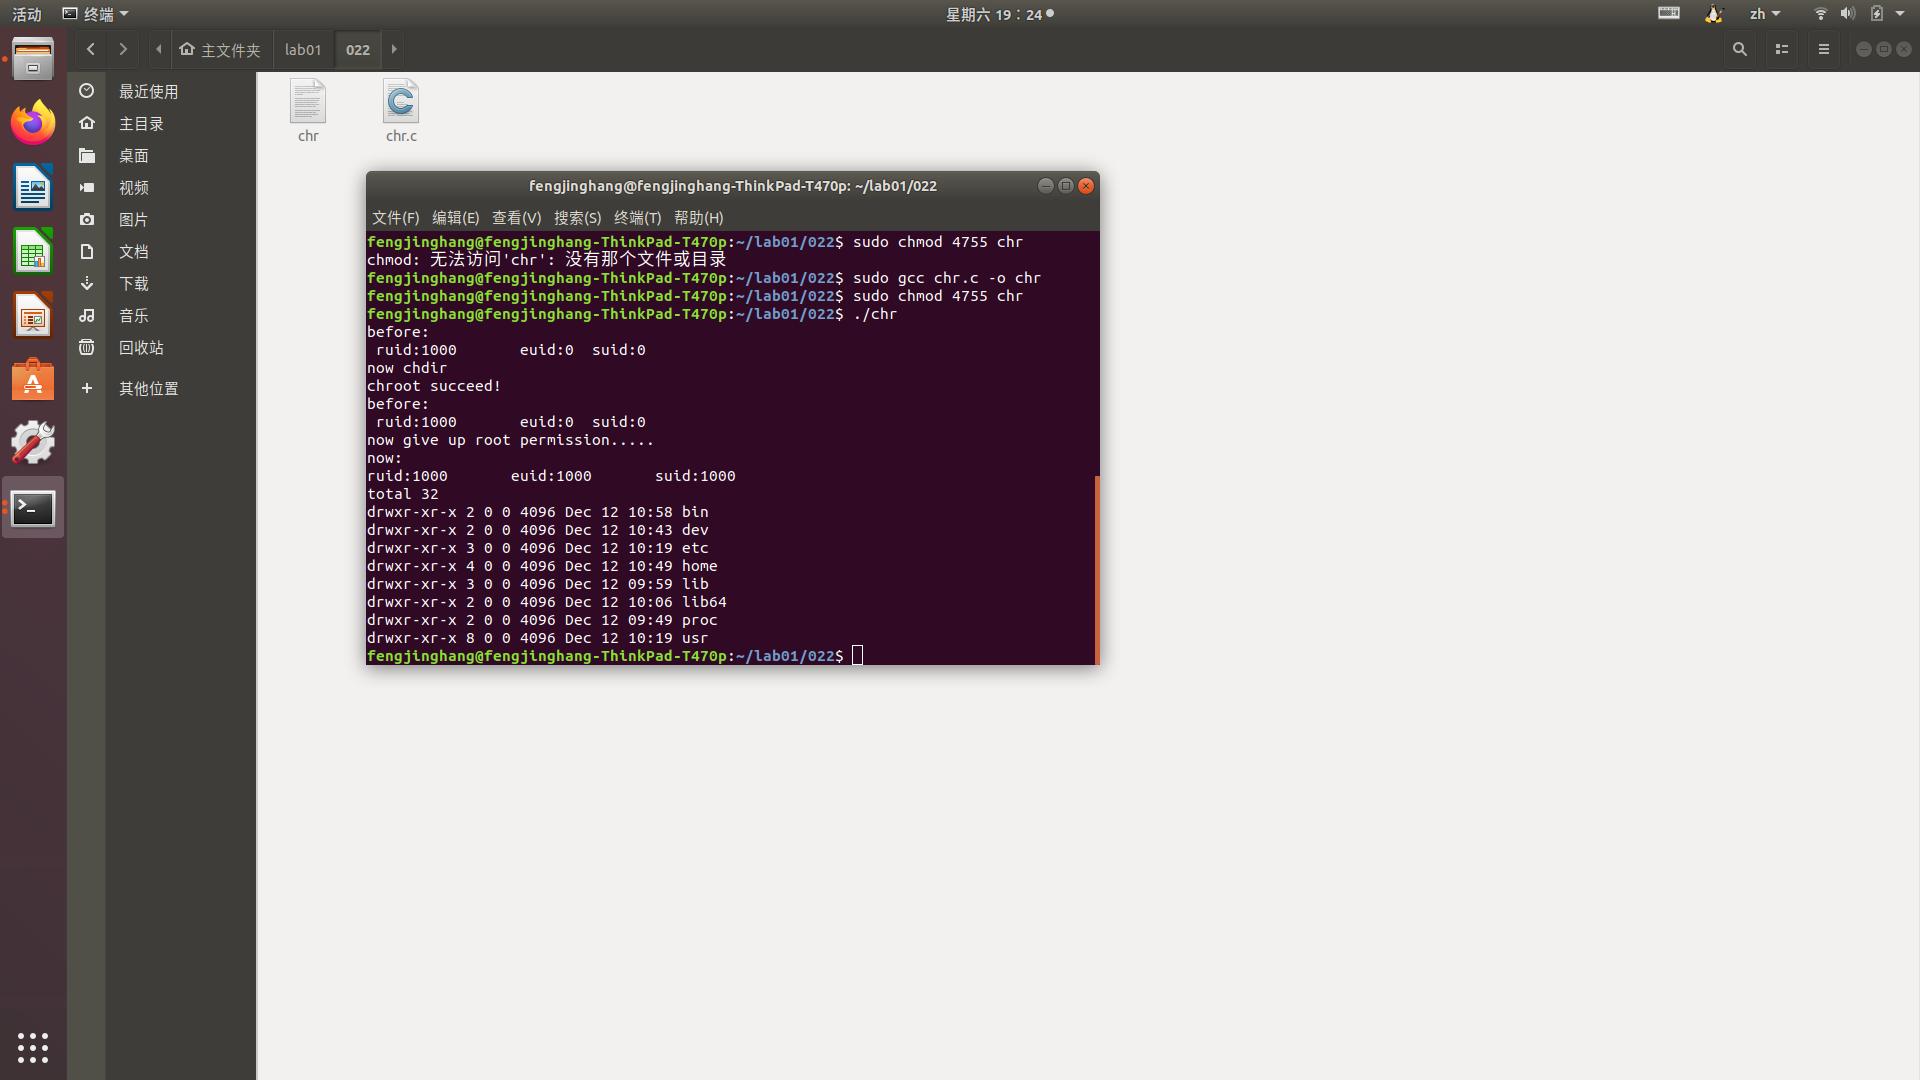 活动 终端 星期六 19：24 zh
主文件夹 lab01 022
最近使用
主目录
桌面
视频
图片
文档
下载
音乐
回收站
其他位置
chr chr.c
fengjinghang@fengjinghang-ThinkPad-T470p: ~/lab01/022
文件(F) 编辑(E) 查看(V) 搜索(S) 终端(T) 帮助(H)
fengjinghang@fengjinghang-ThinkPad-T470p:~/lab01/022$ sudo chmod 4755 chr
chmod: 无法访问'chr': 没有那个文件或目录
fengjinghang@fengjinghang-ThinkPad-T470p:~/lab01/022$ sudo gcc chr.c -o chr
fengjinghang@fengjinghang-ThinkPad-T470p:~/lab01/022$ sudo chmod 4755 chr
fengjinghang@fengjinghang-ThinkPad-T470p:~/lab01/022$ ./chr
before:
 ruid:1000       euid:0  suid:0
now chdir
chroot succeed!
before:
 ruid:1000       euid:0  suid:0
now give up root permission.....
now:
ruid:1000       euid:1000       suid:1000
total 32
drwxr-xr-x 2 0 0 4096 Dec 12 10:58 bin
drwxr-xr-x 2 0 0 4096 Dec 12 10:43 dev
drwxr-xr-x 3 0 0 4096 Dec 12 10:19 etc
drwxr-xr-x 4 0 0 4096 Dec 12 10:49 home
drwxr-xr-x 3 0 0 4096 Dec 12 09:59 lib
drwxr-xr-x 2 0 0 4096 Dec 12 10:06 lib64
drwxr-xr-x 2 0 0 4096 Dec 12 09:49 proc
drwxr-xr-x 8 0 0 4096 Dec 12 10:19 usr
fengjinghang@fengjinghang-ThinkPad-T470p:~/lab01/022$